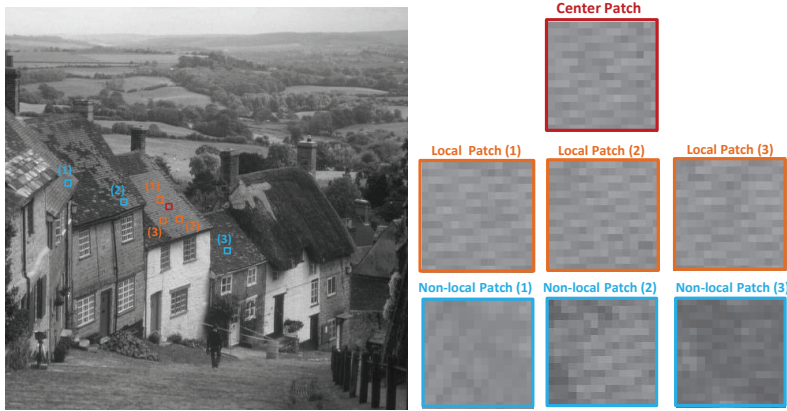 Center Patch
Local Patch (1)
Local Patch (2)
Local Patch (3)
(1)
(2)
(1)
(3)
(2)
(3)
Non-local Patch (1)
Non-local Patch (2)
Non-local Patch (3)